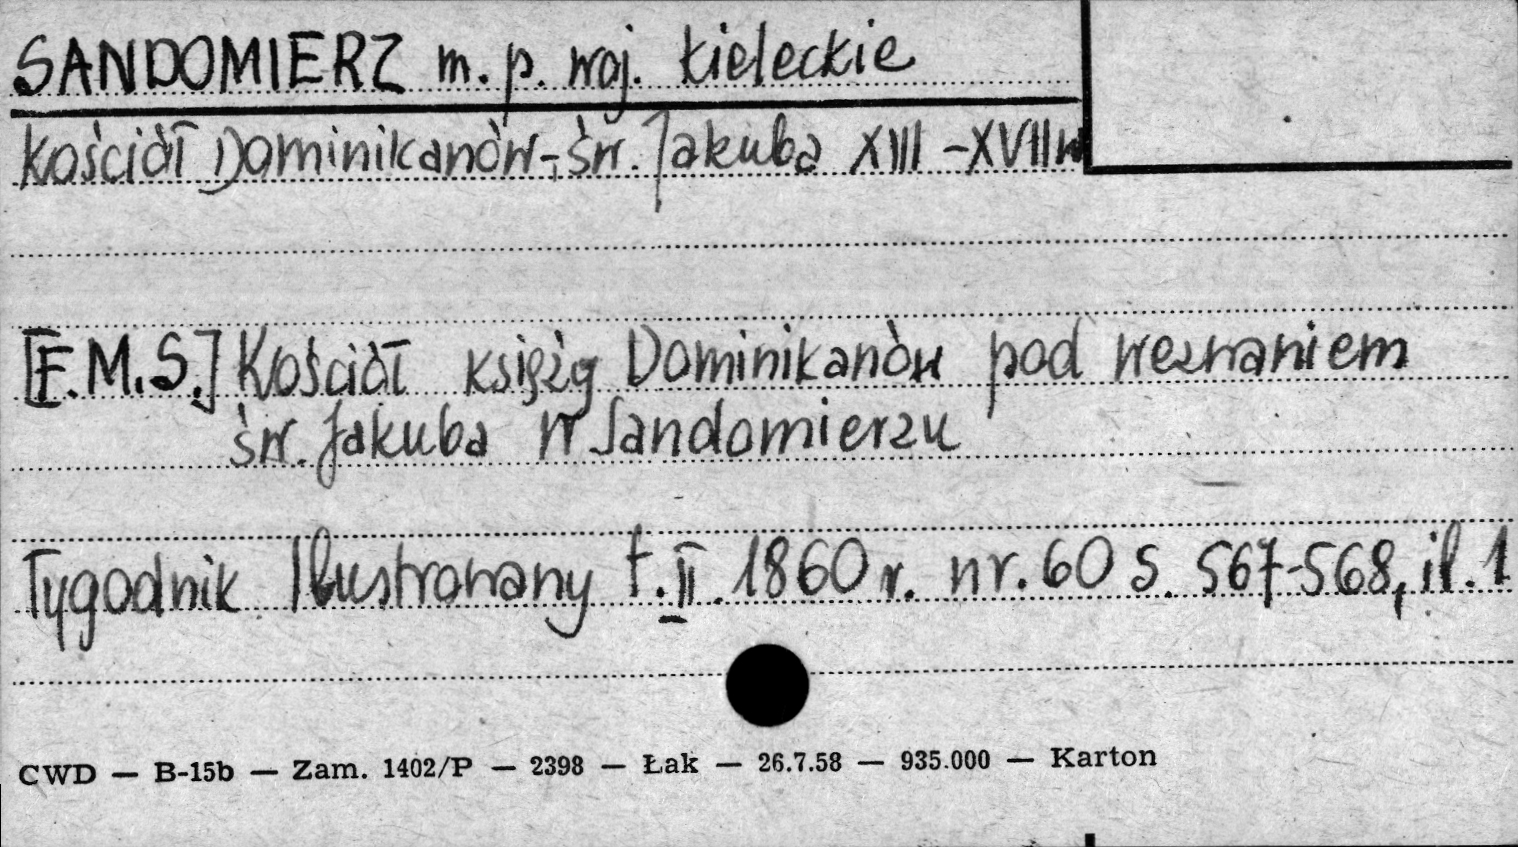 SANDOMIERZ m. p. woj. kieleckie
Kościół Dominikanów - św. Jakuba XIII - XVII w
[F.M.S.] Kościół księży Dominikanów pod wezwaniem
św. Jakuba w Sandomierzu
Tygodnik Ilustrowany t. II. 1860 r. nr. 60 s. 567-568, il. 1
CWD — B-15b — Zam. 1402/P — 2398 — Łak — 26.7.58 — 935.000 — Karton